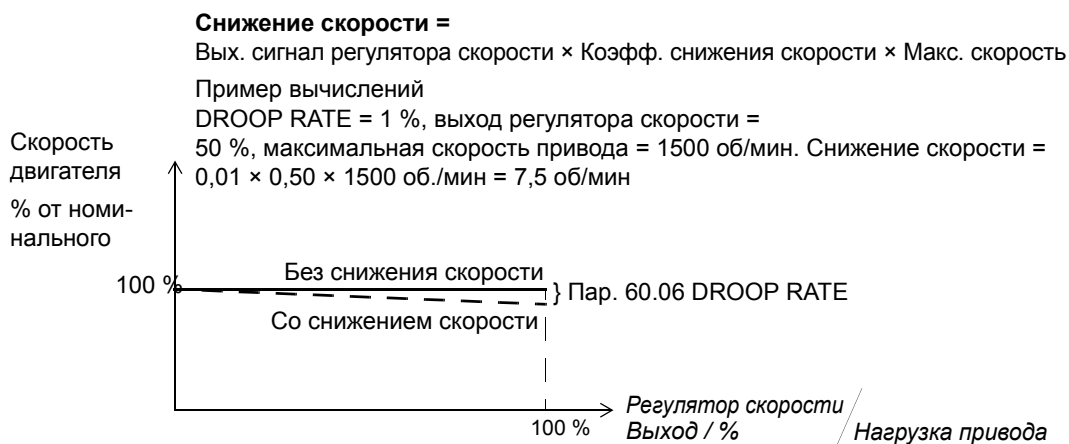 Снижение скорости =
Вых. сигнал регулятора скорости × Коэфф. снижения скорости × Макс. скорость
Пример вычислений
DROOP RATE = 1 %, выход регулятора скорости =
50 %, максимальная скорость привода = 1500 об/мин. Снижение скорости =
0,01 × 0,50 × 1500 об./мин = 7,5 об/мин
Скорость
двигателя
% от номи-
нального
100 %
Без снижения скорости
} Пар. 60.06 DROOP RATE
Со снижением скорости
100 %
Регулятор скорости
Выход / %
Нагрузка привода